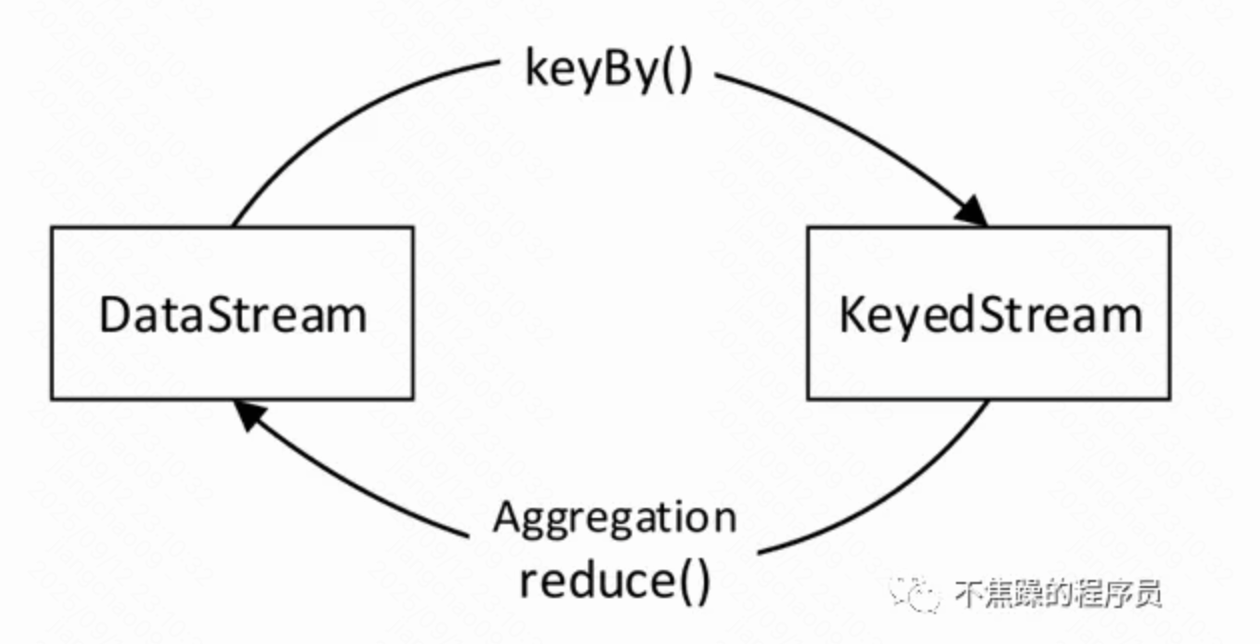 keyBy()
DataStream
KeyedStream
Aggregation
reduce()
不焦躁的程序员